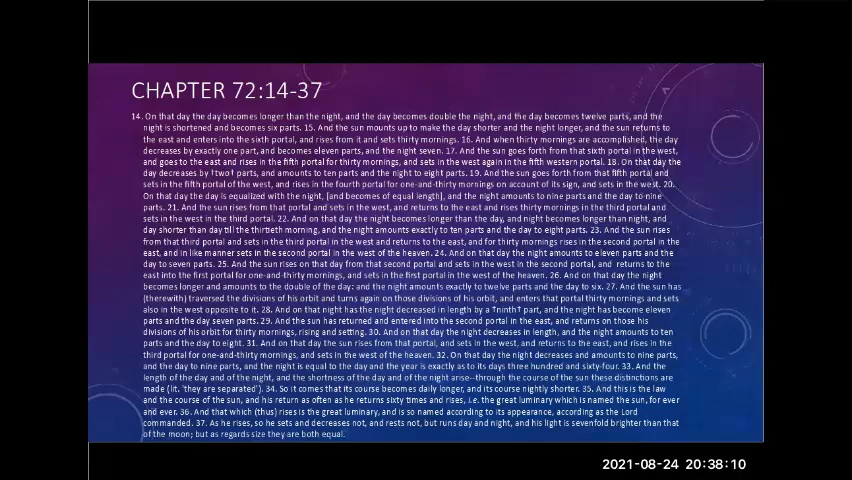 CHAPTER 72:14-37
14. On that day the day becomes longer than the night, and the day becomes double the night, and the day becomes twelve parts, and the
night is shortened and becomes six parts. 15. And the sun mounts up to make the day shorter and the night longer, and the sun returns to
the east and enters into the sixth portal, and rises from it and sets thirty mornings. 16. And when thirty mornings are accomplished, the day
decreases by exactly one part, and becomes eleven parts, and the night seven. 17. And the sun goes forth from that sixth portal in the west,
and goes to the east and rises in the fifth portal for thirty mornings, and sets in the west again in the fifth western portal. 18. On that day the
day decreases by †two† parts, and amounts to ten parts and the night to eight parts. 19. And the sun goes forth from that fifth portal and
sets in the fifth portal of the west, and rises in the fourth portal for one-and-thirty mornings on account of its sign, and sets in the west. 20.
On that day the day is equalized with the night, [and becomes of equal length], and the night amounts to nine parts and the day to nine
parts. 21. And the sun rises from that portal and sets in the west, and returns to the east and rises thirty mornings in the third portal and
sets in the west in the third portal. 22. And on that day the night becomes longer than the day, and night becomes longer than night, and
day shorter than day till the thirtieth morning, and the night amounts exactly to ten parts and the day to eight parts. 23. And the sun rises
from that third portal and sets in the third portal in the west and returns to the east, and for thirty mornings rises in the second portal in the
east, and in like manner sets in the second portal in the west of the heaven. 24. And on that day the night amounts to eleven parts and the
day to seven parts. 25. And the sun rises on that day from that second portal and sets in the west in the second portal, and returns to the
east into the first portal for one-and-thirty mornings, and sets in the first portal in the west of the heaven. 26. And on that day the night
becomes longer and amounts to the double of the day: and the night amounts exactly to twelve parts and the day to six. 27. And the sun has
(therewith) traversed the divisions of his orbit and turns again on those divisions of his orbit, and enters that portal thirty mornings and sets
also in the west opposite to it. 28. And on that night has the night decreased in length by a †ninth† part, and the night has become eleven
parts and the day seven parts. 29. And the sun has returned and entered into the second portal in the east, and returns on those his
divisions of his orbit for thirty mornings, rising and setting. 30. And on that day the night decreases in length, and the night amounts to ten
parts and the day to eight. 31. And on that day the sun rises from that portal, and sets in the west, and returns to the east, and rises in the
third portal for one-and-thirty mornings, and sets in the west of the heaven. 32. On that day the night decreases and amounts to nine parts,
and the day to nine parts, and the night is equal to the day and the year is exactly as to its days three hundred and sixty-four. 33. And the
length of the day and of the night, and the shortness of the day and of the night arise--through the course of the sun these distinctions are
made (lit. 'they are separated'). 34. So it comes that its course becomes daily longer, and its course nightly shorter. 35. And this is the law
and the course of the sun, and his return as often as he returns sixty times and rises, i.e. the great luminary which is named the sun, for ever
and ever. 36. And that which (thus) rises is the great luminary, and is so named according to its appearance, according as the Lord
commanded. 37. As he rises, so he sets and decreases not, and rests not, but runs day and night, and his light is sevenfold brighter than that
of the moon; but as regards size they are both equal.
2021-08-24 20:38:10